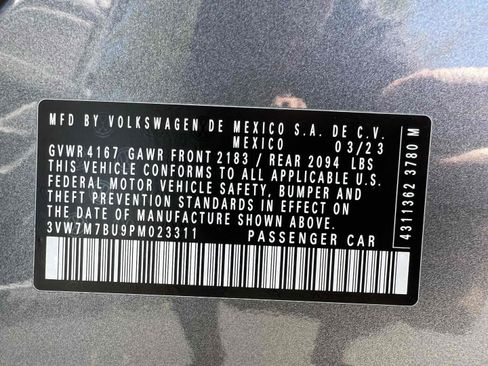 MFD BY VOLKSWAGEN DE MEXICO S.A. DE C.V.
MEXICO 03/23
GVWR 4167 GAWR FRONT 2183 / REAR 2094 LBS
THIS VEHICLE CONFORMS TO ALL APPLICABLE U.S.
FEDERAL MOTOR VEHICLE SAFETY, BUMPER AND
THEFT PREVENTION STANDARDS IN EFFECT ON
THE DATE OF MANUFACTURE SHOWN ABOVE.
3VW7M7BU9PM023311 PASSENGER CAR
4311362 3780 M